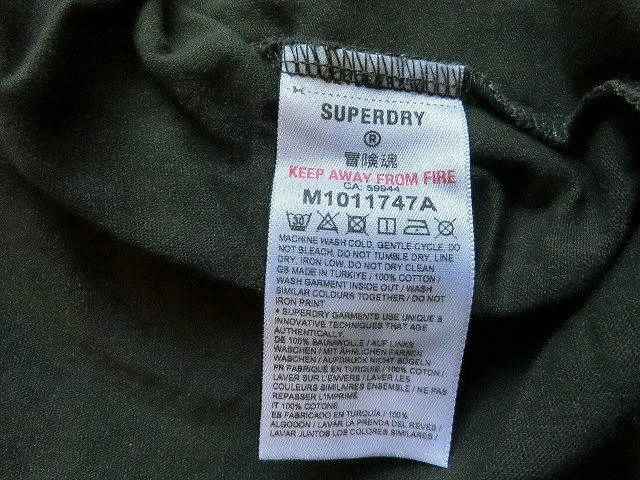 SUPERDRY
®
冒険魂
KEEP AWAY FROM FIRE
CA: 59944
M1011747A
30
MACHINE WASH COLD, GENTLE CYCLE, DO
NOT BLEACH, DO NOT TUMBLE DRY, LINE
DRY, IRON LOW, DO NOT DRY CLEAN
GB MADE IN TURKIYE / 100% COTTON /
WASH GARMENT INSIDE OUT / WASH
SIMILAR COLOURS TOGETHER / DO NOT
IRON PRINT
* SUPERDRY GARMENTS USE UNIQUE &
INNOVATIVE TECHNIQUES THAT AGE
AUTHENTICALLY.
DE 100% BAUMWOLLE / AUF LINKS
WASCHEN / MIT ÄHNLICHEN FARBEN
WASCHEN / AUFDRUCK NICHT BÜGELN
FR FABRIQUÉ EN TURQUIE / 100% COTON /
LAVER SUR L'ENVERS / LAVER LES
COULEURS SIMILAIRES ENSEMBLE / NE PAS
REPASSER L'IMPRIMÉ
IT 100% COTONE
ES FABRICADO EN TURQUÍA / 100%
ALGODÓN / LAVAR LA PRENDA DEL REVÉS /
LAVAR JUNTOS LOS COLORES SIMILARES /